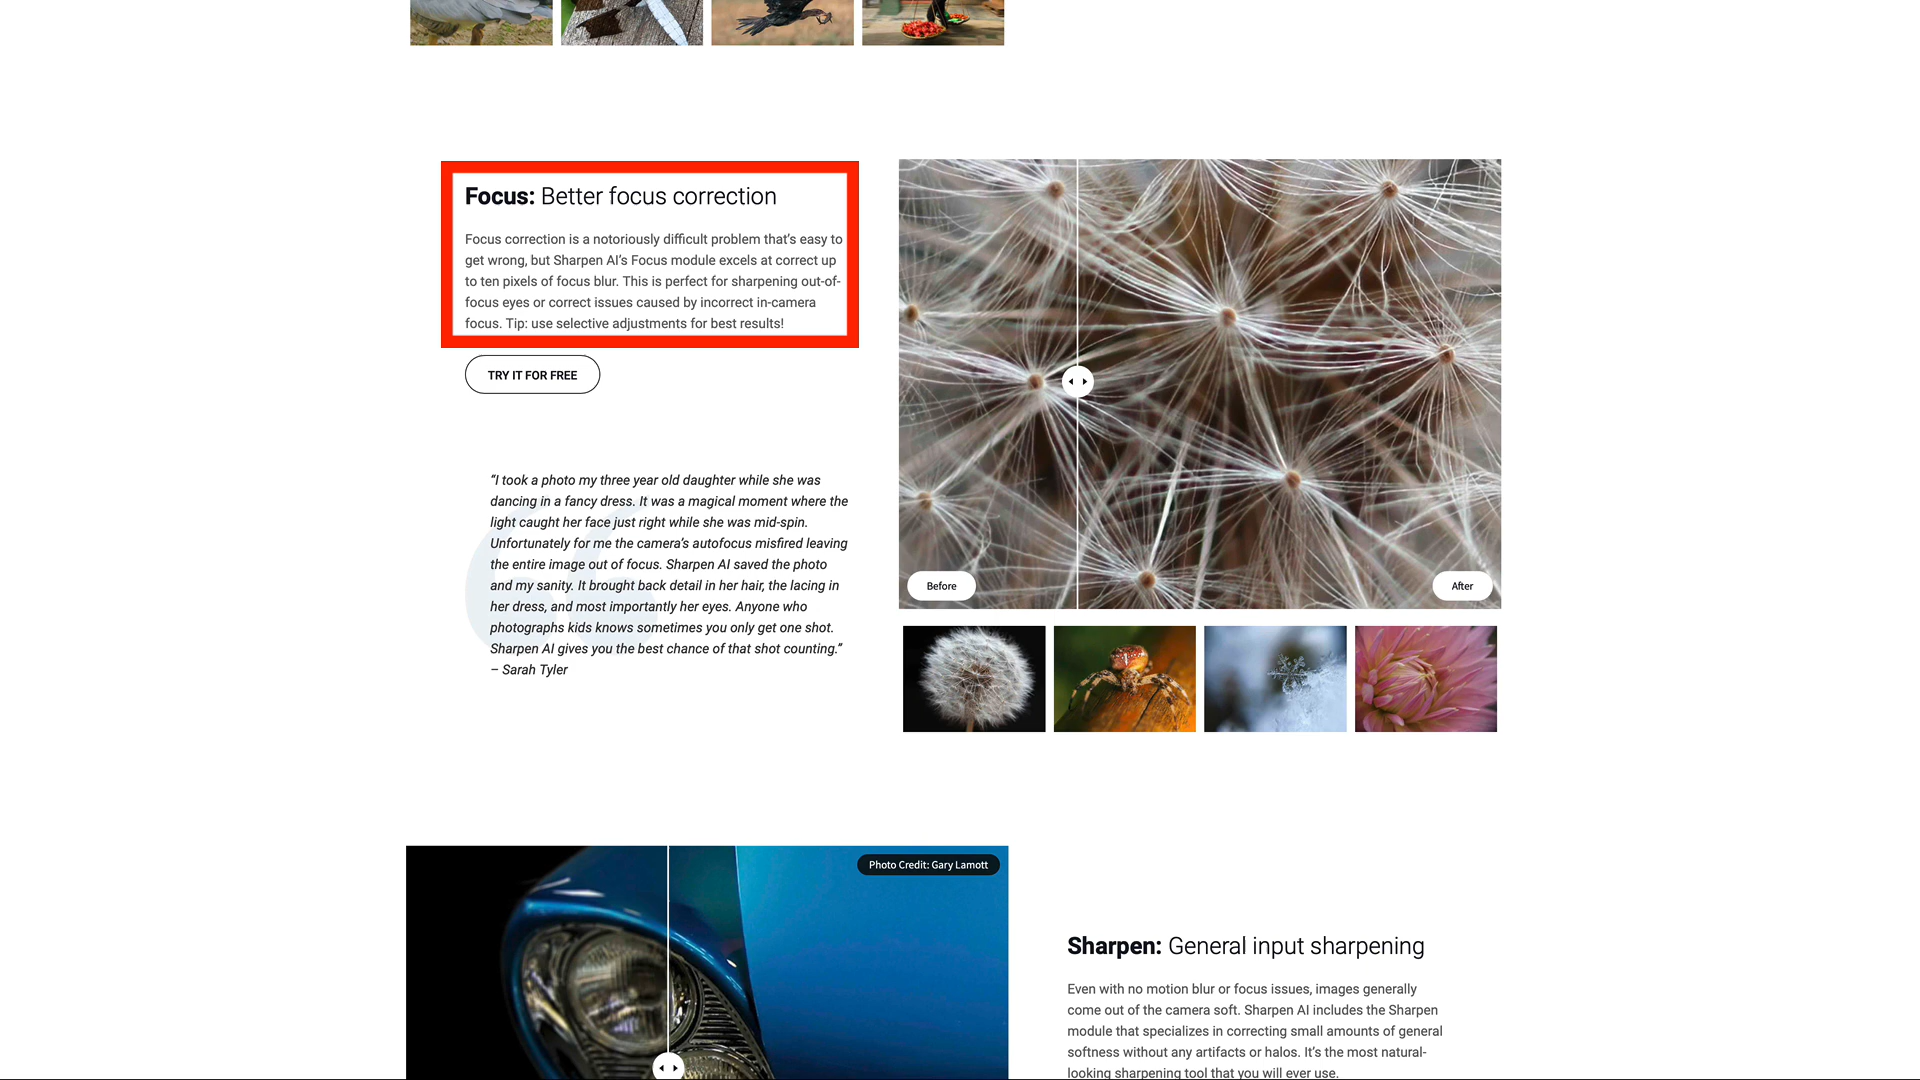 Focus: Better focus correction
Focus correction is a notoriously difficult problem that’s easy to
get wrong, but Sharpen AI’s Focus module excels at correct up
to ten pixels of focus blur. This is perfect for sharpening out-of-
focus eyes or correct issues caused by incorrect in-camera
focus. Tip: use selective adjustments for best results!
TRY IT FOR FREE
“I took a photo my three year old daughter while she was
dancing in a fancy dress. It was a magical moment where the
light caught her face just right while she was mid-spin.
Unfortunately for me the camera’s autofocus misfired leaving
the entire image out of focus. Sharpen AI saved the photo
and my sanity. It brought back detail in her hair, the lacing in
her dress, and most importantly her eyes. Anyone who
photographs kids knows sometimes you only get one shot.
Sharpen AI gives you the best chance of that shot counting.”
– Sarah Tyler
Before
After
Photo Credit: Gary Lamott
Sharpen: General input sharpening
Even with no motion blur or focus issues, images generally
come out of the camera soft. Sharpen AI includes the Sharpen
module that specializes in correcting small amounts of general
softness without any artifacts or halos. It’s the most natural-
looking sharpening tool that you will ever use.